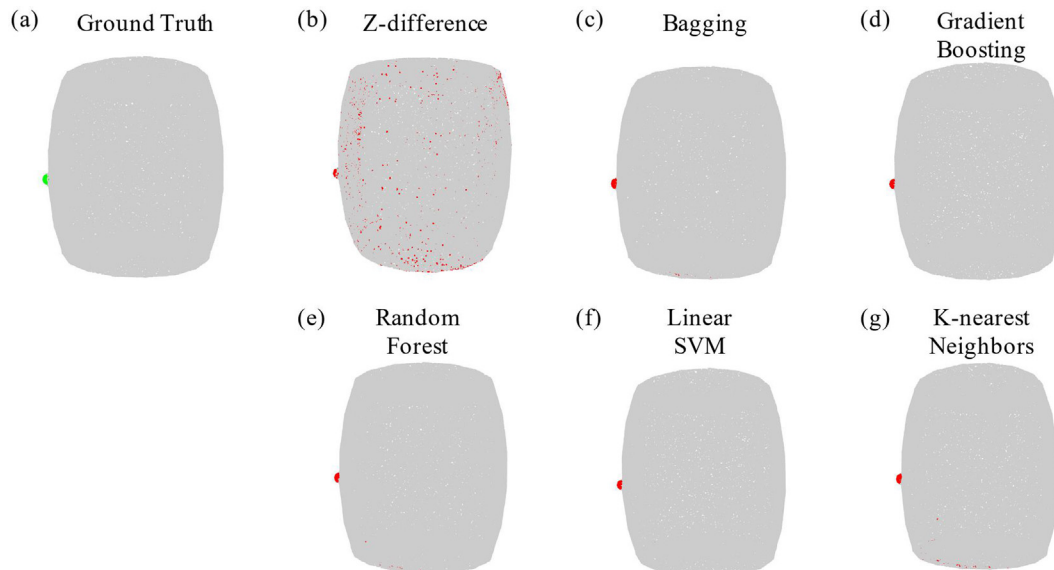 (a) Ground Truth
(b) Z-difference
(c) Bagging
(d) Gradient
Boosting
(e) Random
Forest
(f) Linear
SVM
(g) K-nearest
Neighbors